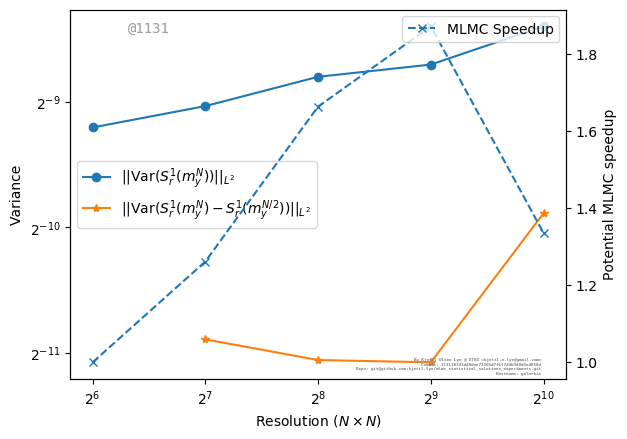 @1131
MLMC Speedup
2^{-9}
2^{-10}
2^{-11}
Variance
||Var(S_r^1(m_y^N))||_{L^2}
||Var(S_r^1(m_y^N) − S_r^1(m_y^{N/2}))||_{L^2}
1.8
1.6
1.4
1.2
1.0
Potential MLMC speedup
2^6
2^7
2^8
2^9
2^{10}
Resolution (N × N)